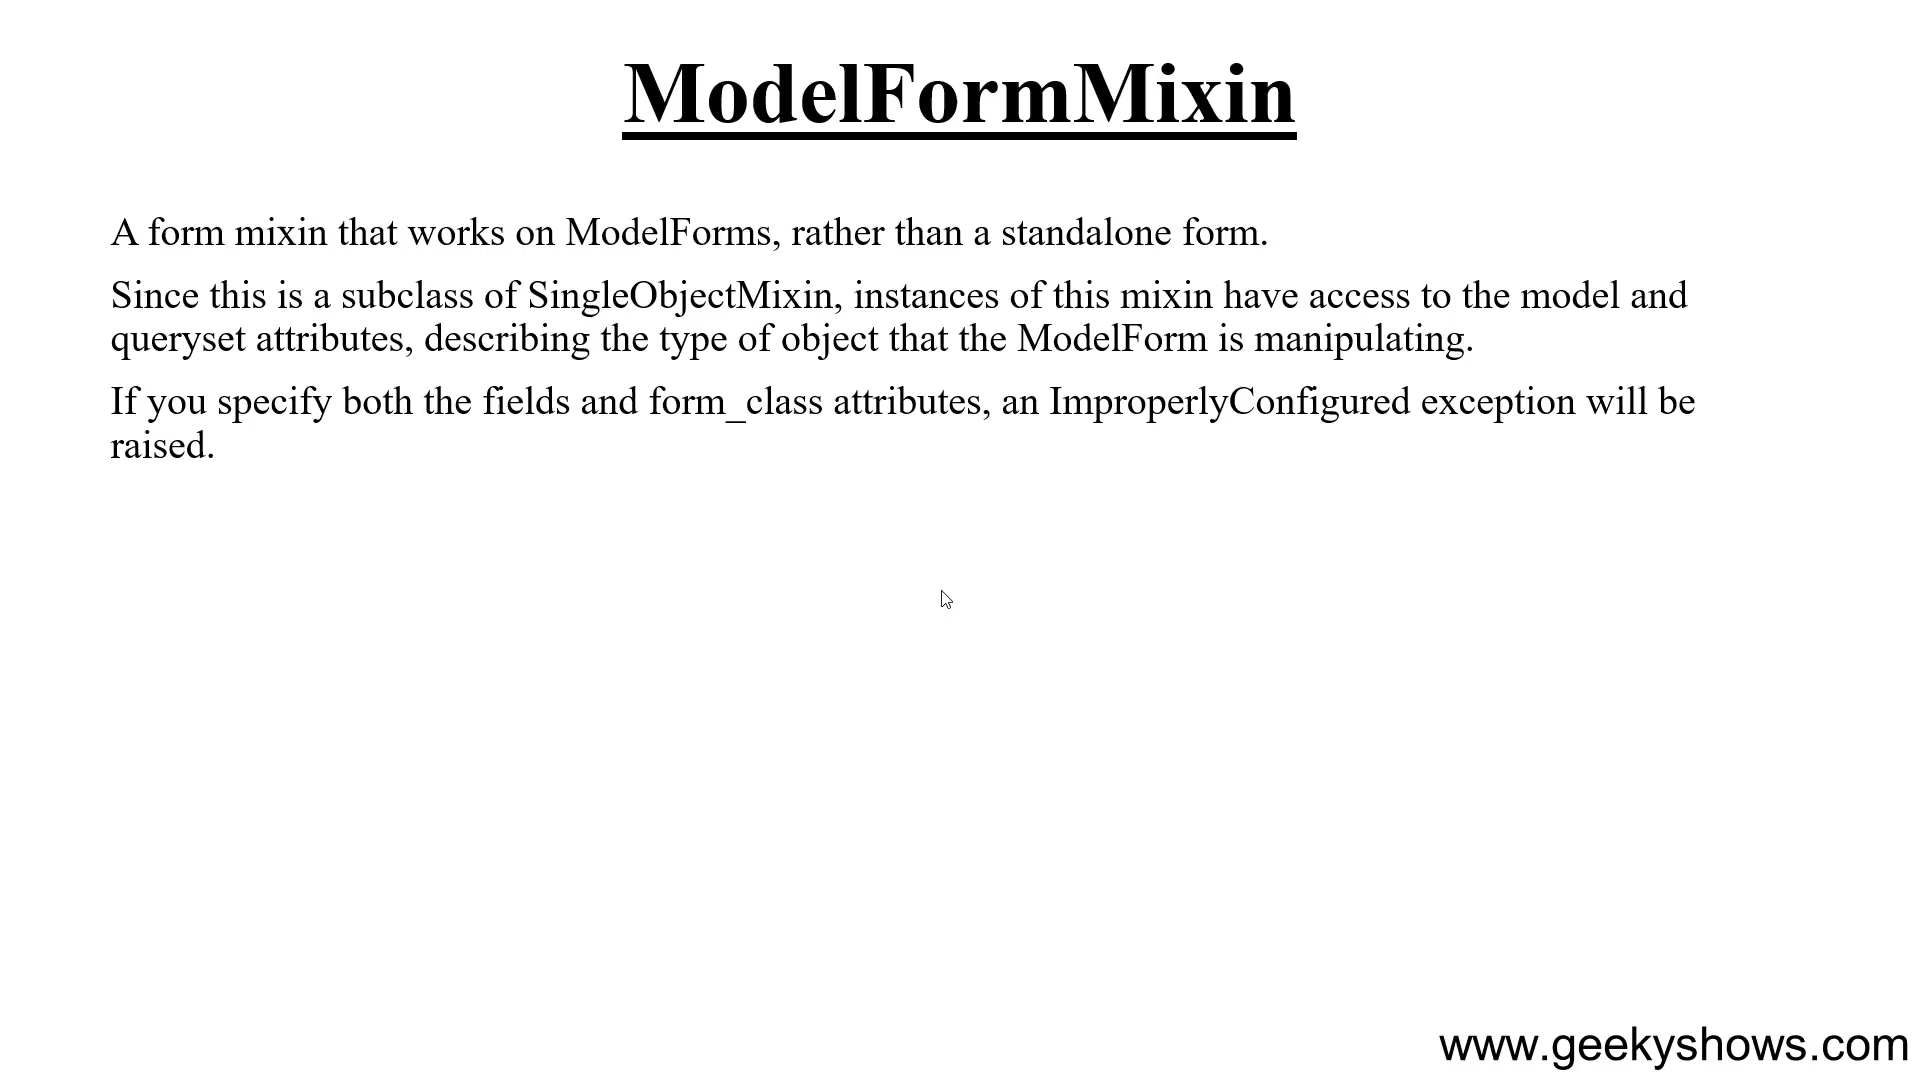 ModelFormMixin
A form mixin that works on ModelForms, rather than a standalone form.
Since this is a subclass of SingleObjectMixin, instances of this mixin have access to the model and
queryset attributes, describing the type of object that the ModelForm is manipulating.
If you specify both the fields and form_class attributes, an ImproperlyConfigured exception will be
raised.
www.geekyshows.com